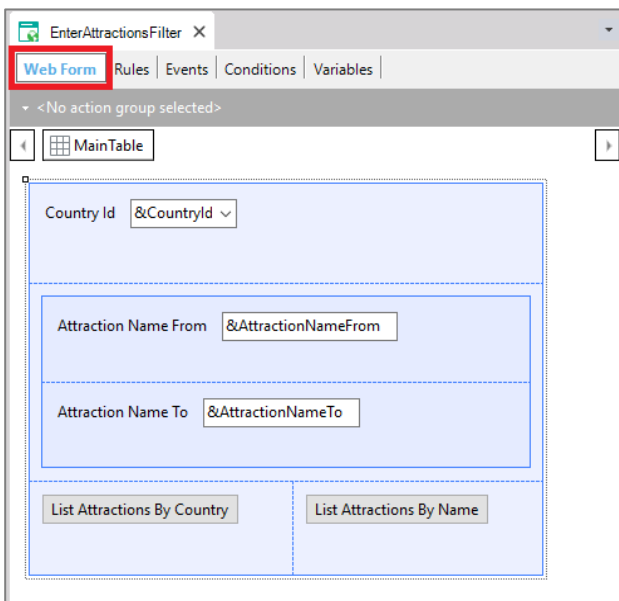 EnterAttractionsFilter
Web Form Rules Events Conditions Variables
<No action group selected>
MainTable
Country Id &CountryId
Attraction Name From &AttractionNameFrom
Attraction Name To &AttractionNameTo
List Attractions By Country List Attractions By Name